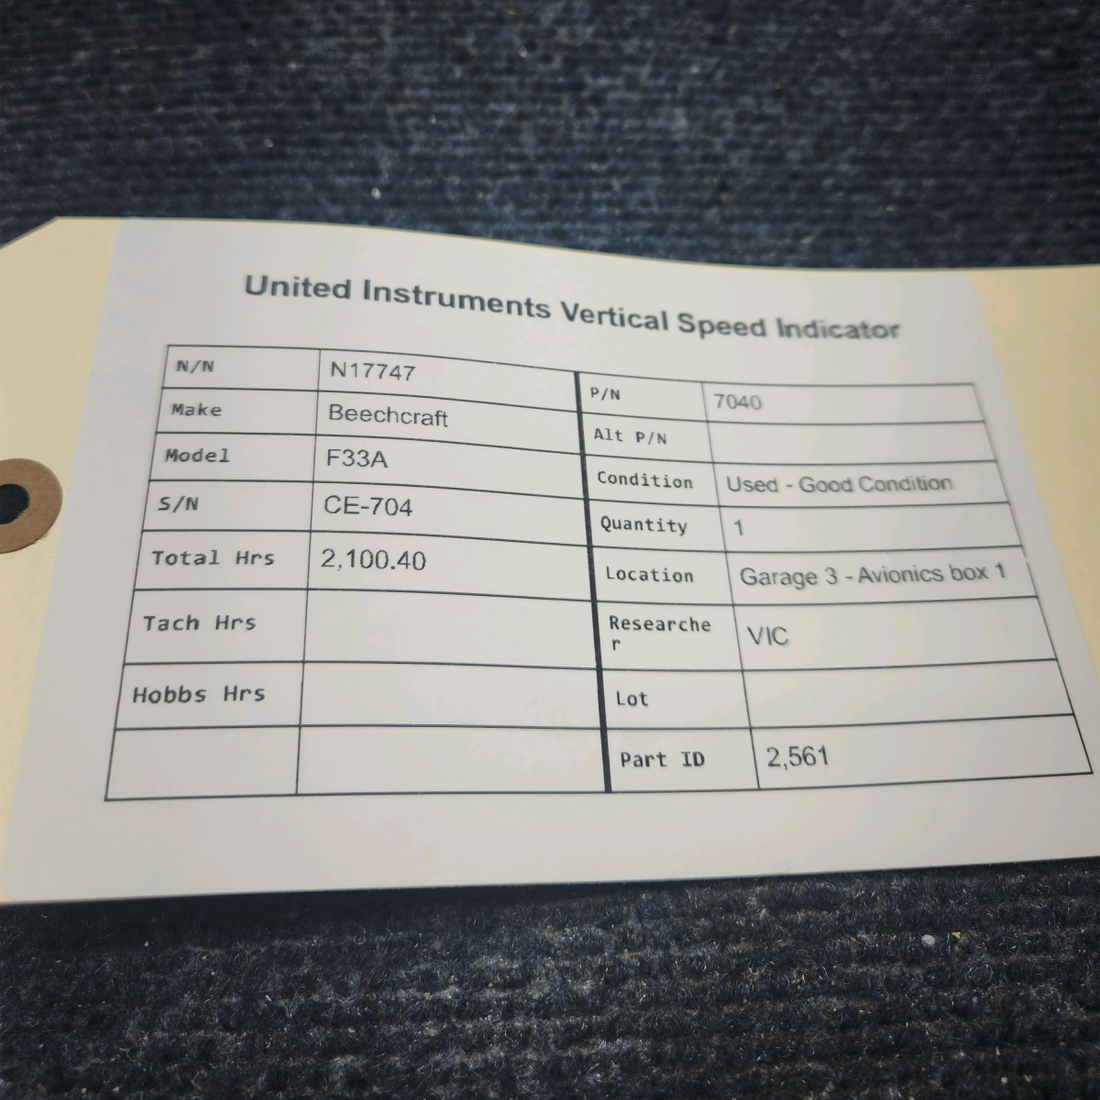 United Instruments Vertical Speed Indicator
N/N N17747 P/N 7040
Make Beechcraft Alt P/N
Model F33A Condition Used - Good Condition
S/N CE-704 Quantity 1
Total Hrs 2,100.40 Location Garage 3 - Avionics box 1
Tach Hrs Researche
r VIC
Hobbs Hrs Lot
Part ID 2,561